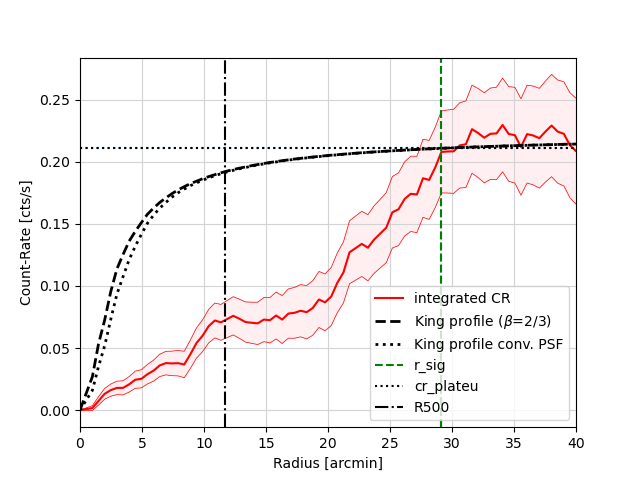 0.25
0.20
0.15
0.10
0.05
0.00
Count-Rate [cts/s]
integrated CR
King profile (β=2/3)
King profile conv. PSF
r_sig
cr_plateu
R500
0 5 10 15 20 25 30 35 40
Radius [arcmin]